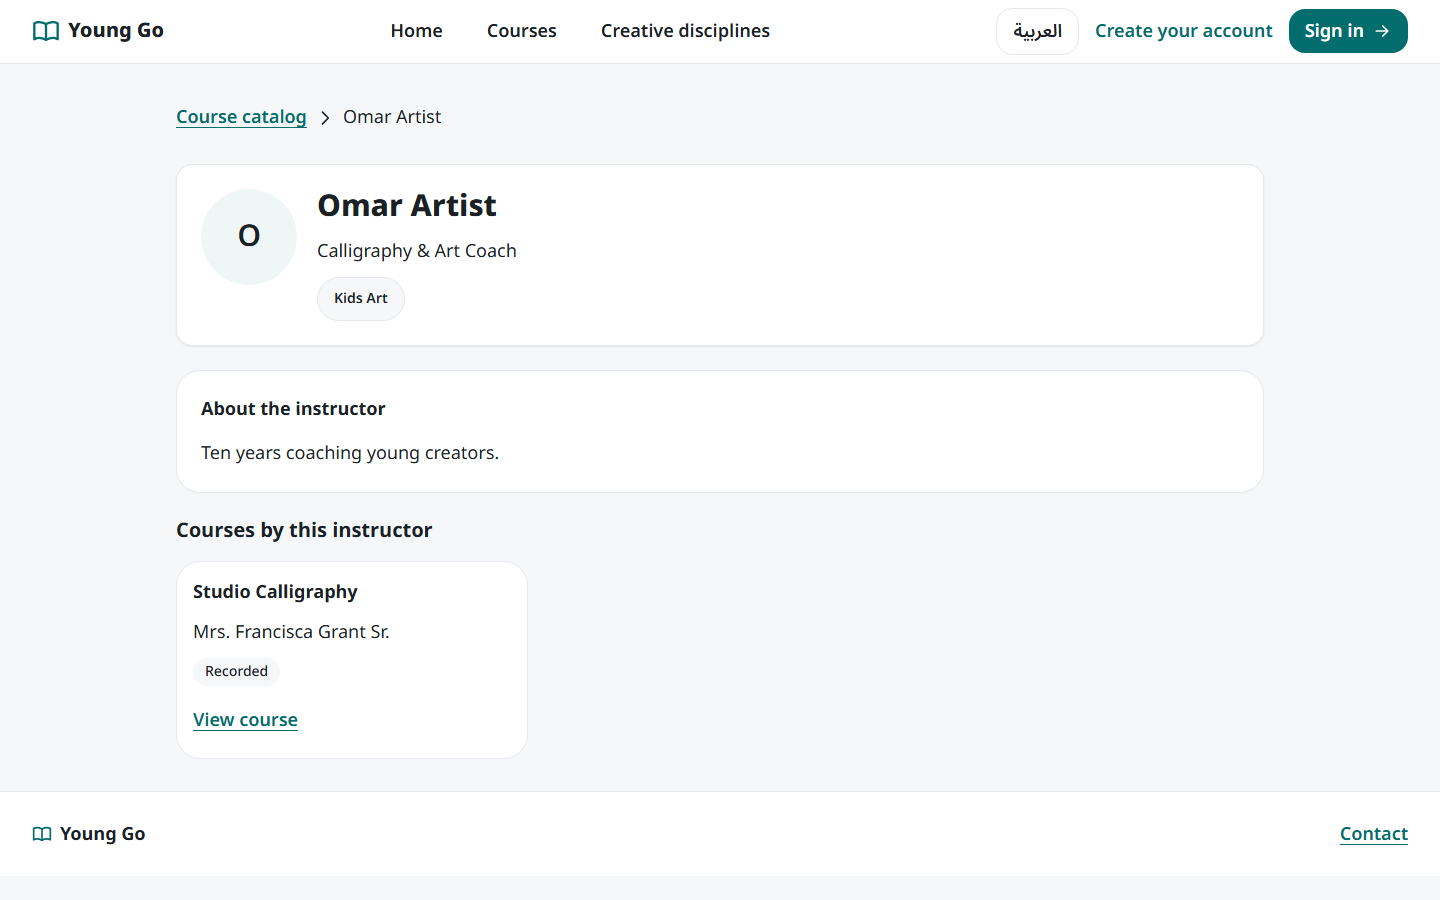 Young Go
Home
Courses
Creative disciplines
العربية
Create your account
Sign in
Course catalog
Omar Artist
O
Omar Artist
Calligraphy & Art Coach
Kids Art
About the instructor
Ten years coaching young creators.
Courses by this instructor
Studio Calligraphy
Mrs. Francisca Grant Sr.
Recorded
View course
Young Go
Contact